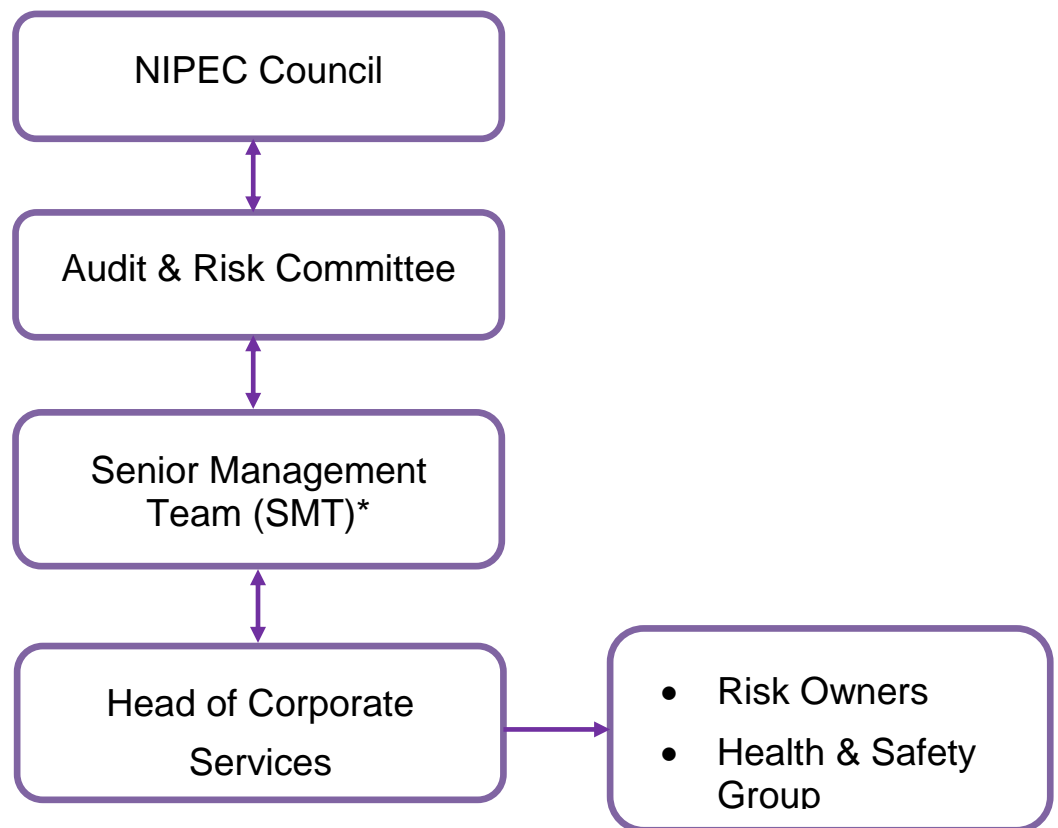 NIPEC Council
Audit & Risk Committee
Senior Management
Team (SMT)*
Head of Corporate
Services
• Risk Owners
• Health & Safety
Group